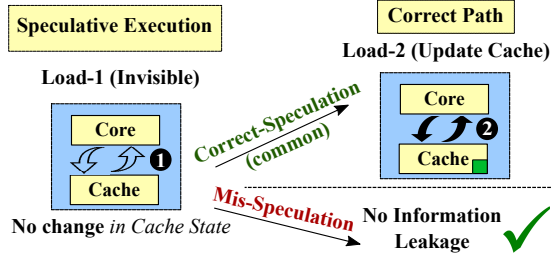 Speculative Execution
Load-1 (Invisible)
Core
1
Cache
No change in Cache State
Correct-Speculation
(common)
Mis-Speculation
Correct Path
Load-2 (Update Cache)
Core
2
Cache
No Information
Leakage